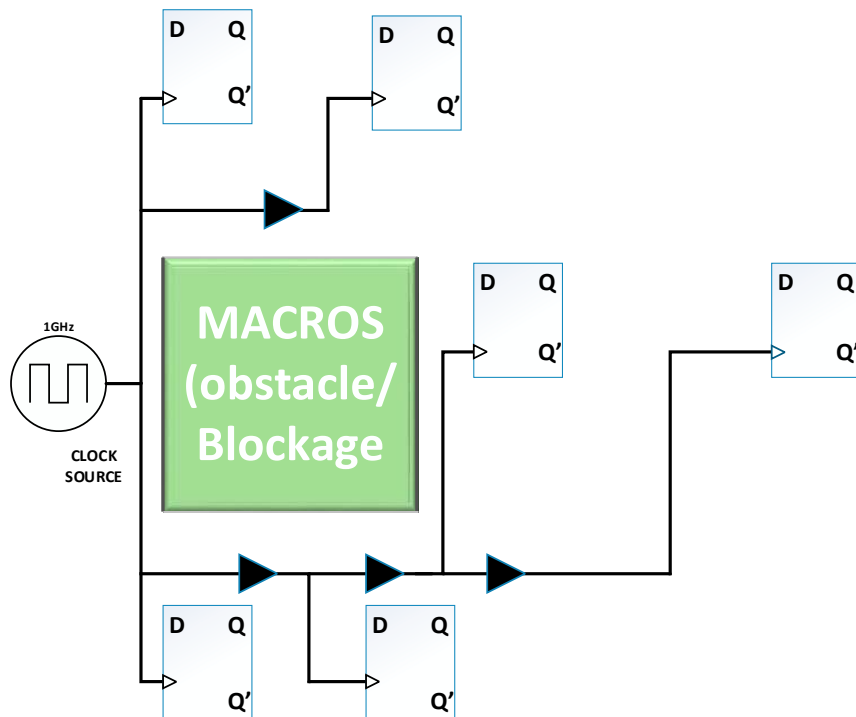 D Q
Q’
D Q
Q’
MACROS
(obstacle/
Blockage
D Q
Q’
D Q
Q’
1GHz
CLOCK
SOURCE
D Q
Q’
D Q
Q’